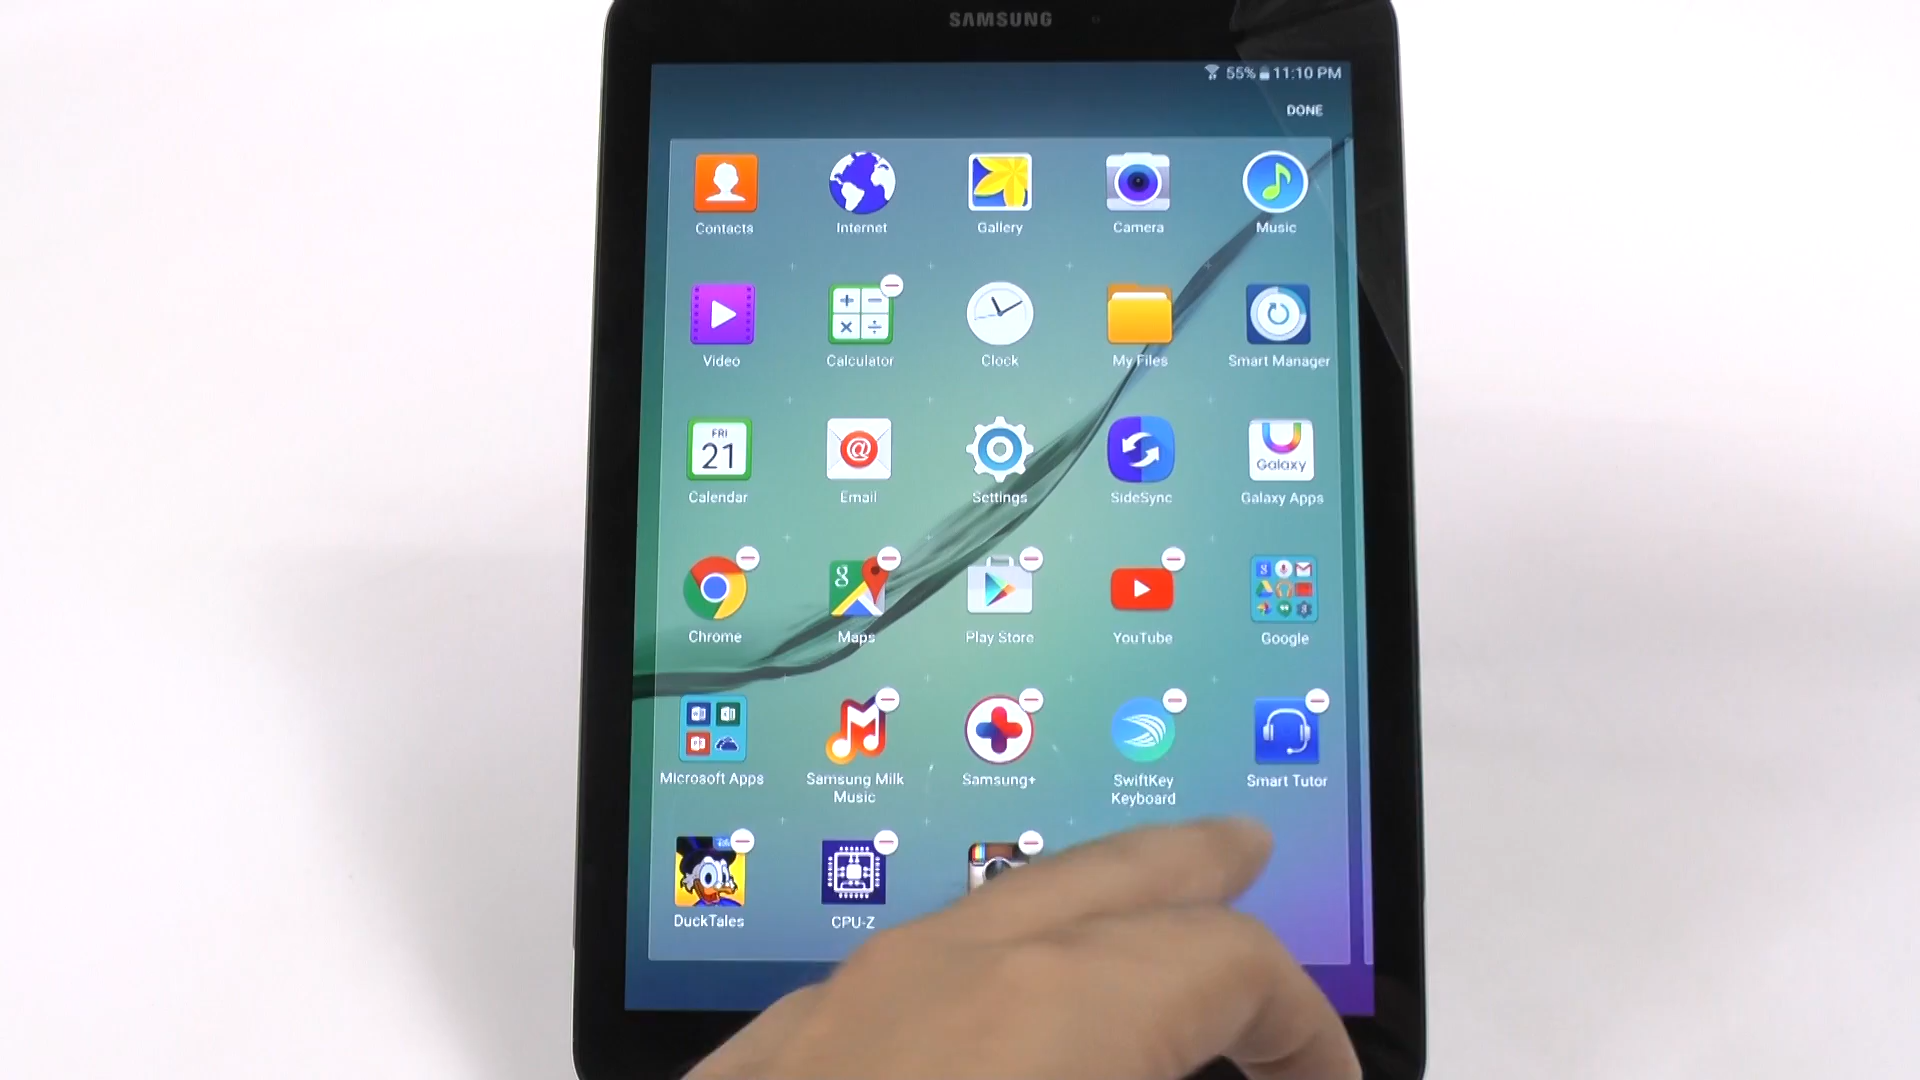 SAMSUNG
55% 11:10 PM
DONE
Contacts
Internet
Gallery
Camera
Music
Video
Calculator
Clock
My Files
Smart Manager
FRI
21
Galaxy
Calendar
Email
Settings
SideSync
Galaxy Apps
Chrome
Maps
Play Store
YouTube
Google
Microsoft Apps
Samsung Milk
Music
Samsung+
SwiftKey
Keyboard
Smart Tutor
DuckTales
CPU-Z